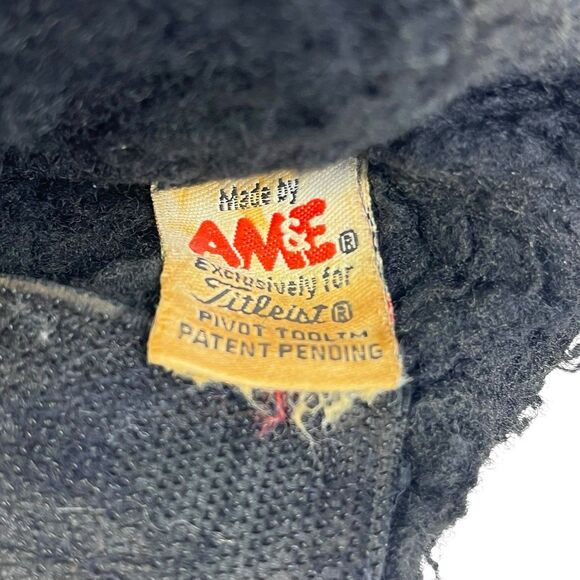 Made by
AM&E®
Exclusively for
Titleist®
PIVOT TOOL™
PATENT PENDING